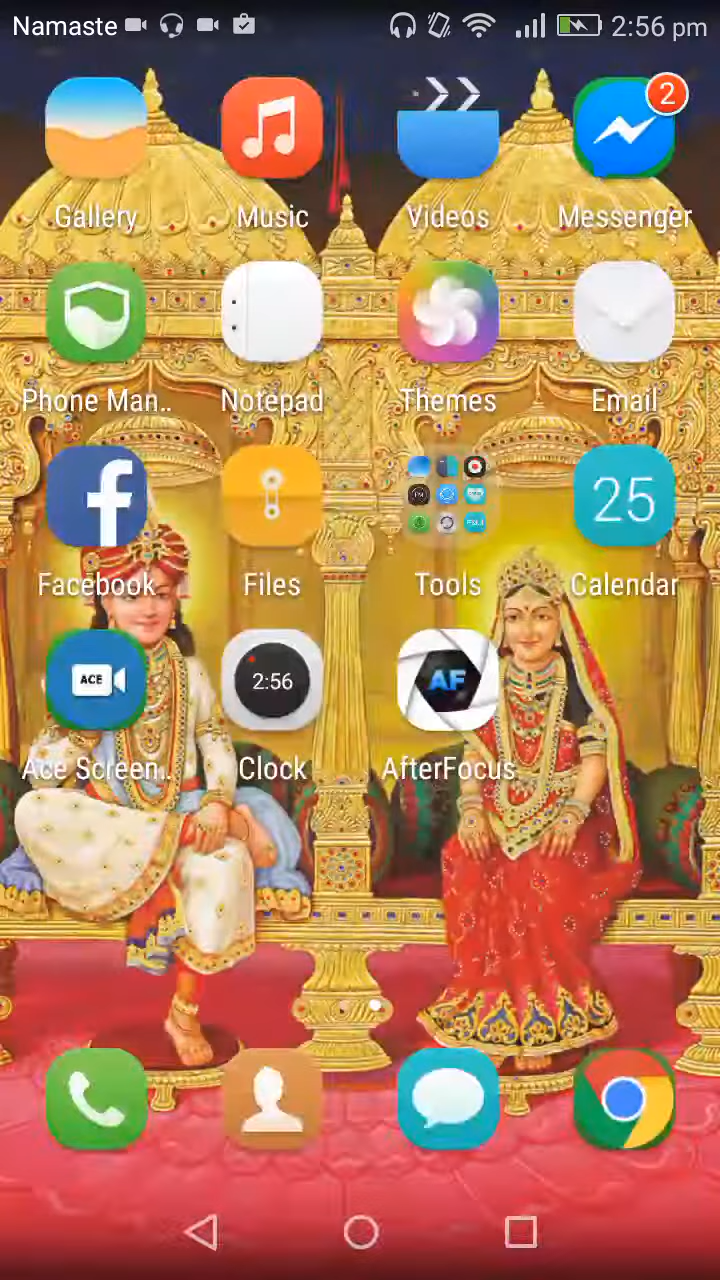 Namaste 2:56 pm
2
Gallery Music Videos Messenger
Phone Man.. Notepad Themes Email
25
Facebook Files Tools Calendar
ACE 2:56 AF
Ace Screen.. Clock AfterFocus